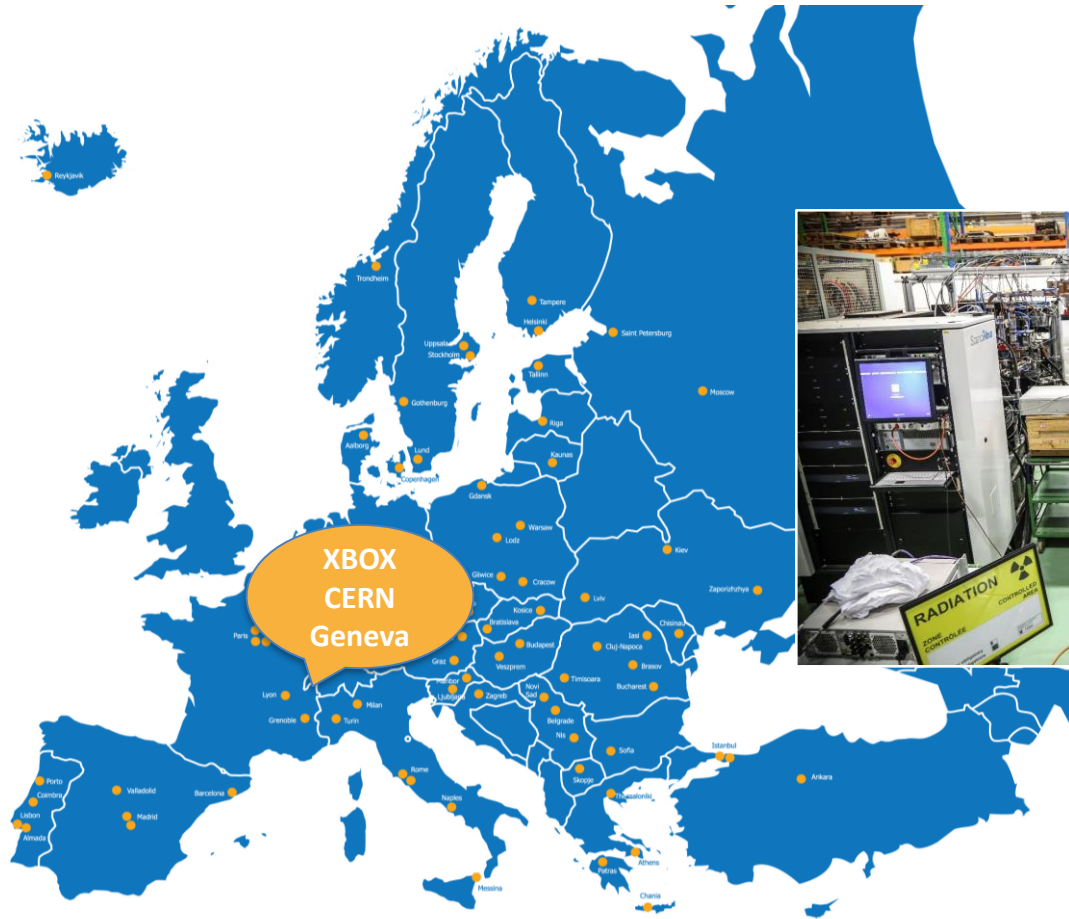 Reykjavik
Trondheim
Tampere
Helsinki
Saint Petersburg
Uppsala
Stockholm
Tallinn
Moscow
Gothenburg
Riga
Aalborg
Lund
Kaunas
Copenhagen
Gdansk
Warsaw
Lodz
Kiev
XBOX
CERN
Geneva
Gliwice
Cracow
Lviv
Zaporizhzhya
Kosice
Bratislava
Chisinau
Paris
Iasi
Budapest
Cluj-Napoca
Graz
Veszprem
Brasov
Maribor
Timisoara
Ljubljana
Zagreb
Novi
Sad
Bucharest
Lyon
Milan
Belgrade
Grenoble
Turin
Nis
Sofia
Istanbul
Skopje
Rome
Ankara
Porto
Valladolid
Barcelona
Coimbra
Thessaloniki
Naples
Lisbon
Madrid
Almada
Athens
Patras
Messina
Chania
ScandiNova
RADIATION
CONTROLLED
AREA
ZONE
CONTRÔLÉE